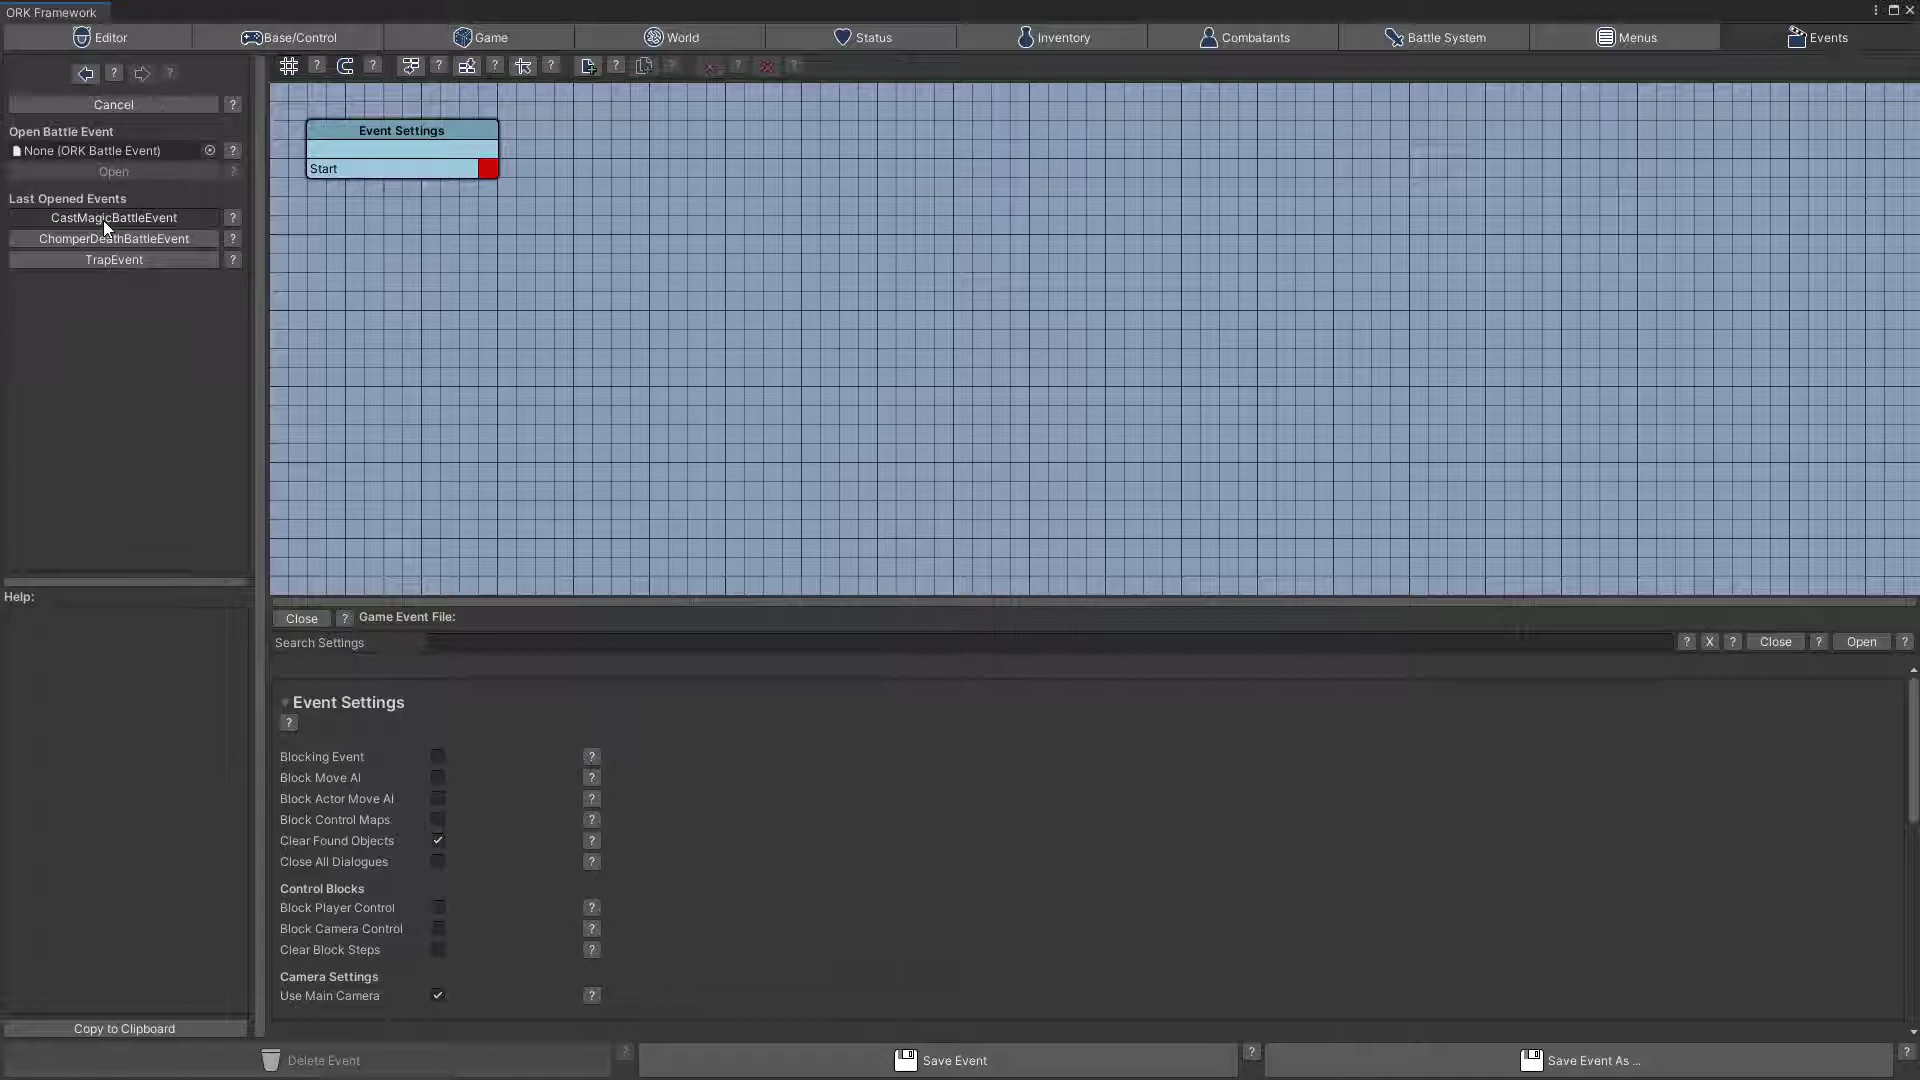 ORK Framework
Editor
Base/Control
Game
World
Status
Inventory
Combatants
Battle System
Menus
Events
? ?
? ? ? ? ? ? ? ? ?
Cancel ?
Open Battle Event
None (ORK Battle Event) ?
Open ?
Last Opened Events
CastMagicBattleEvent ?
ChomperDeathBattleEvent ?
TrapEvent ?
Event Settings
Start
Help:
Copy to Clipboard
Close ? Game Event File:
Search Settings ? X ? Close ? Open ?
Event Settings
?
Blocking Event ?
Block Move AI ?
Block Actor Move AI ?
Block Control Maps ?
Clear Found Objects ?
Close All Dialogues ?
Control Blocks
Block Player Control ?
Block Camera Control ?
Clear Block Steps ?
Camera Settings
Use Main Camera ?
Delete Event ? Save Event ? Save Event As ... ?